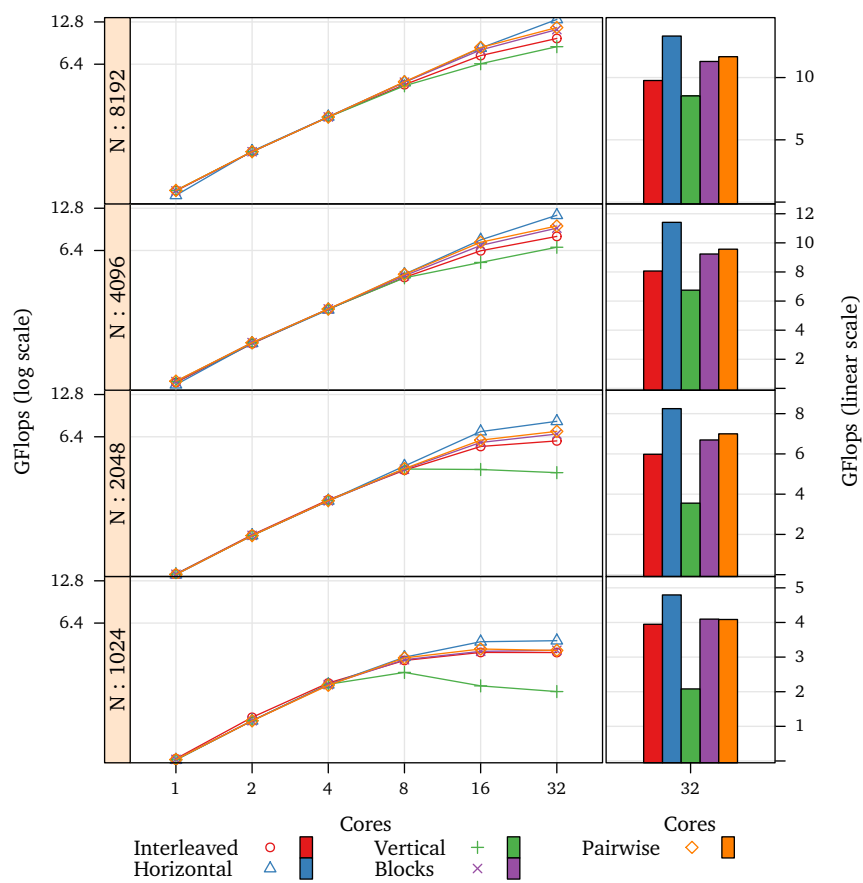 12.8
6.4
N : 8192
10
5
12.8
6.4
N : 4096
12
10
8
6
4
2
12.8
6.4
N : 2048
8
6
4
2
12.8
6.4
N : 1024
5
4
3
2
1
GFlops (log scale)
GFlops (linear scale)
1 2 4 8 16 32 32
Cores Cores
Interleaved Vertical Pairwise
Horizontal Blocks